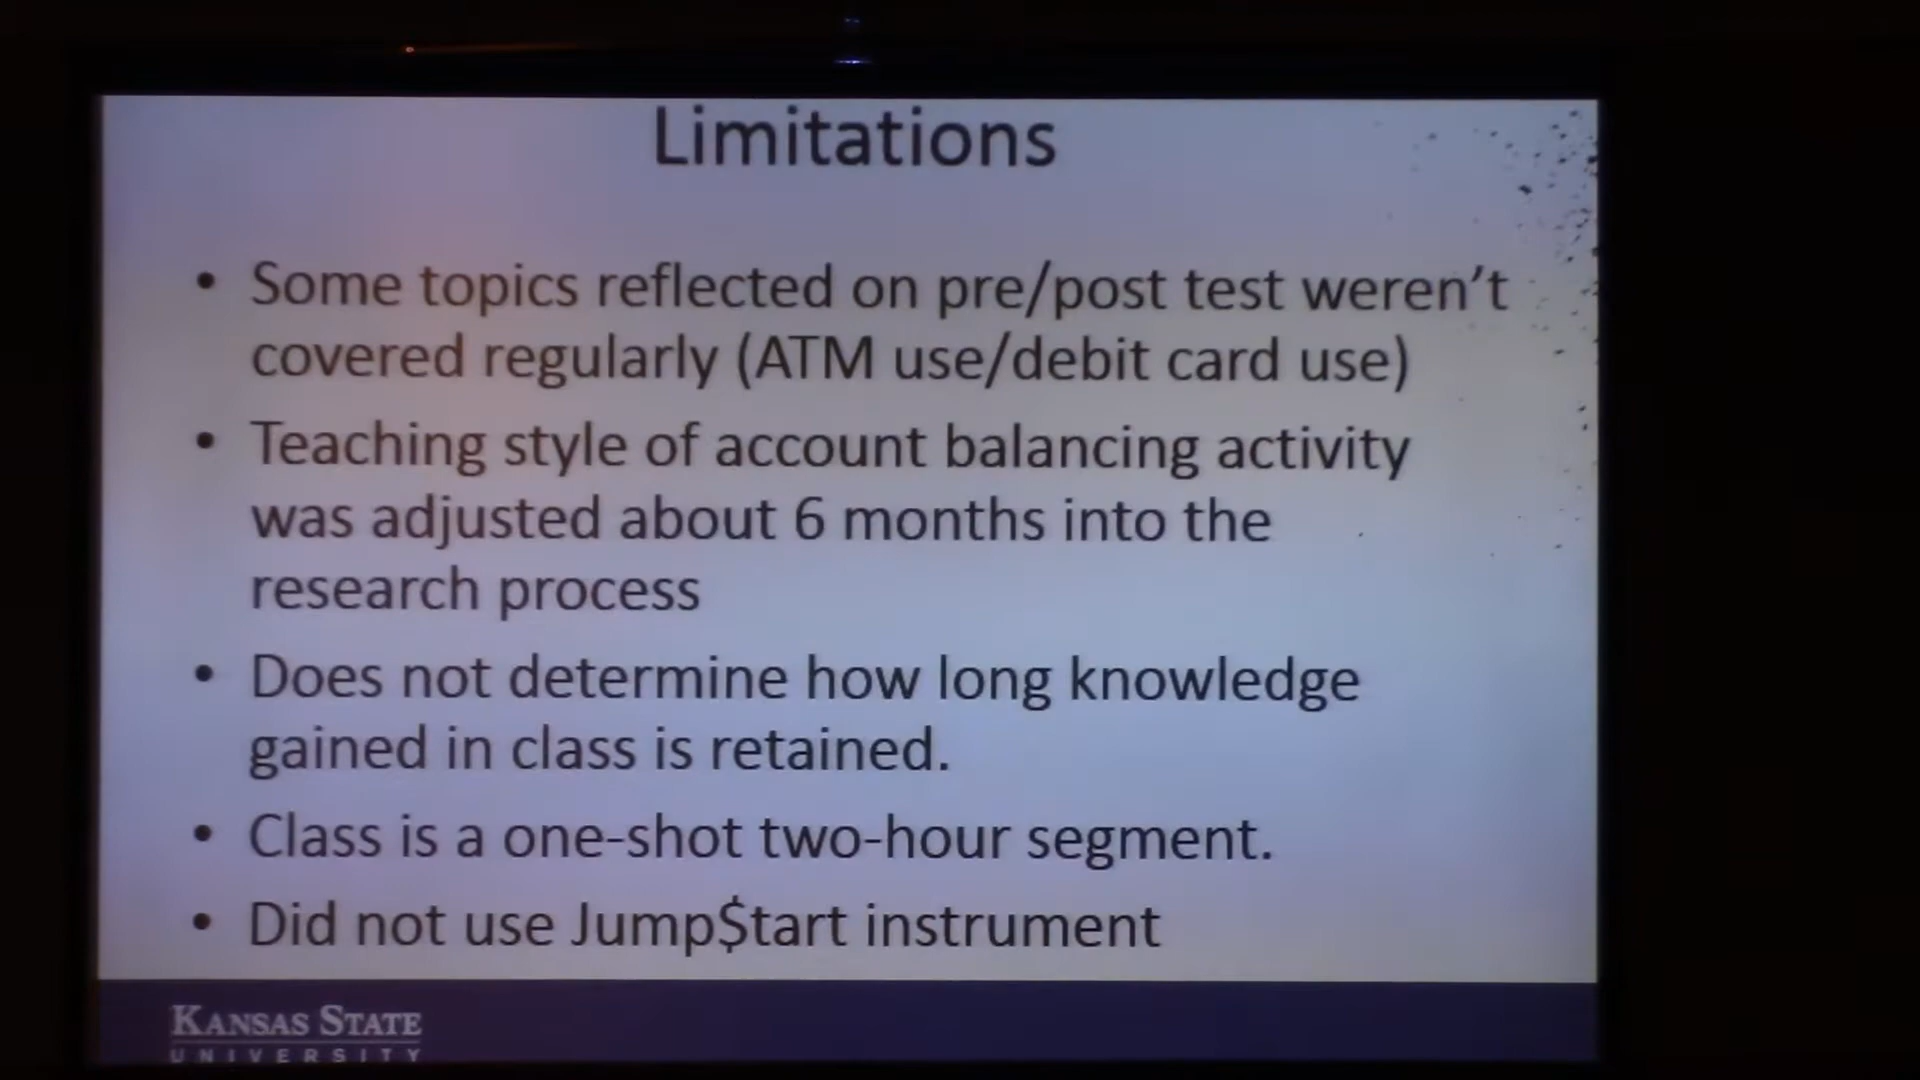 Limitations
• Some topics reflected on pre/post test weren’t
covered regularly (ATM use/debit card use)
• Teaching style of account balancing activity
was adjusted about 6 months into the
research process
• Does not determine how long knowledge
gained in class is retained.
• Class is a one-shot two-hour segment.
• Did not use Jump$tart instrument
KANSAS STATE
UNIVERSITY